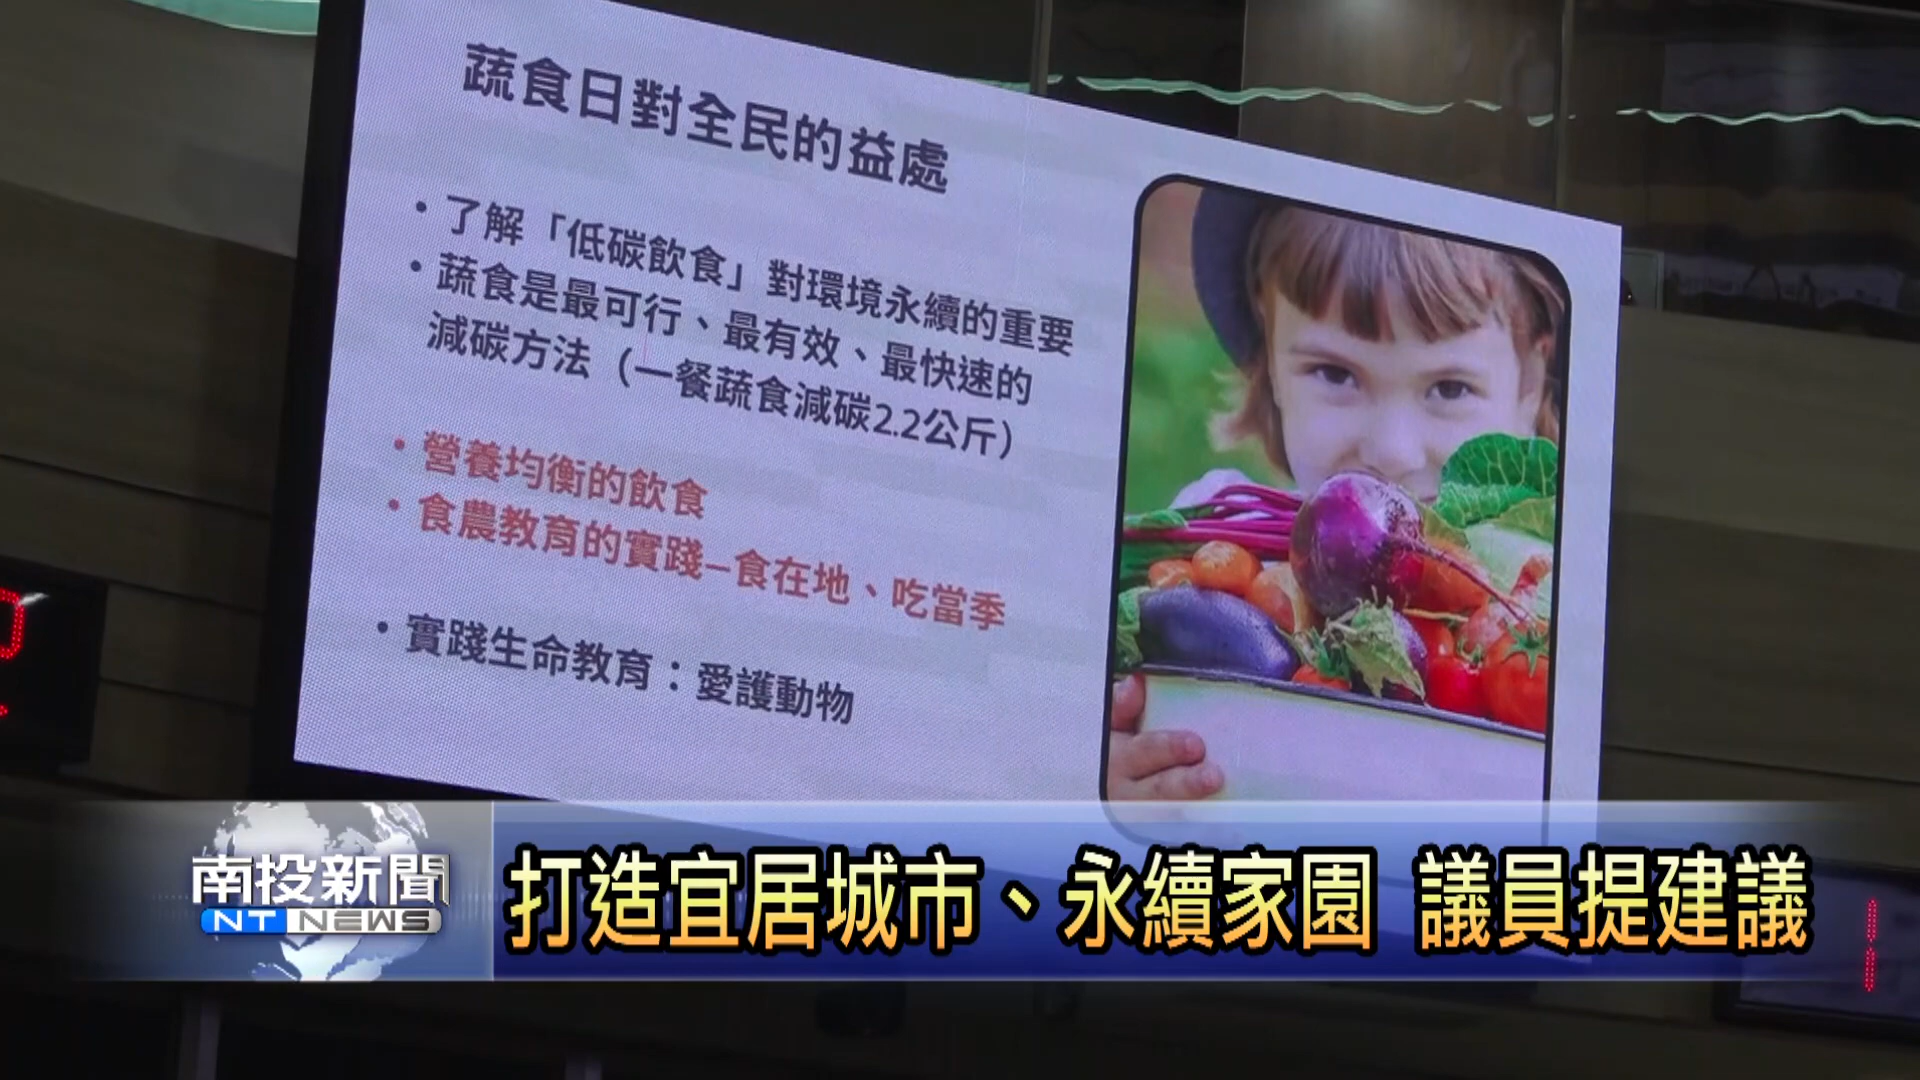 蔬食日對全民的益處
• 了解「低碳飲食」對環境永續的重要
• 蔬食是最可行、最有效、最快速的
減碳方法（一餐蔬食減碳2.2公斤）
• 營養均衡的飲食
• 食農教育的實踐–食在地、吃當季
• 實踐生命教育：愛護動物
南投新聞
NT NEWS
打造宜居城市、永續家園 議員提建議